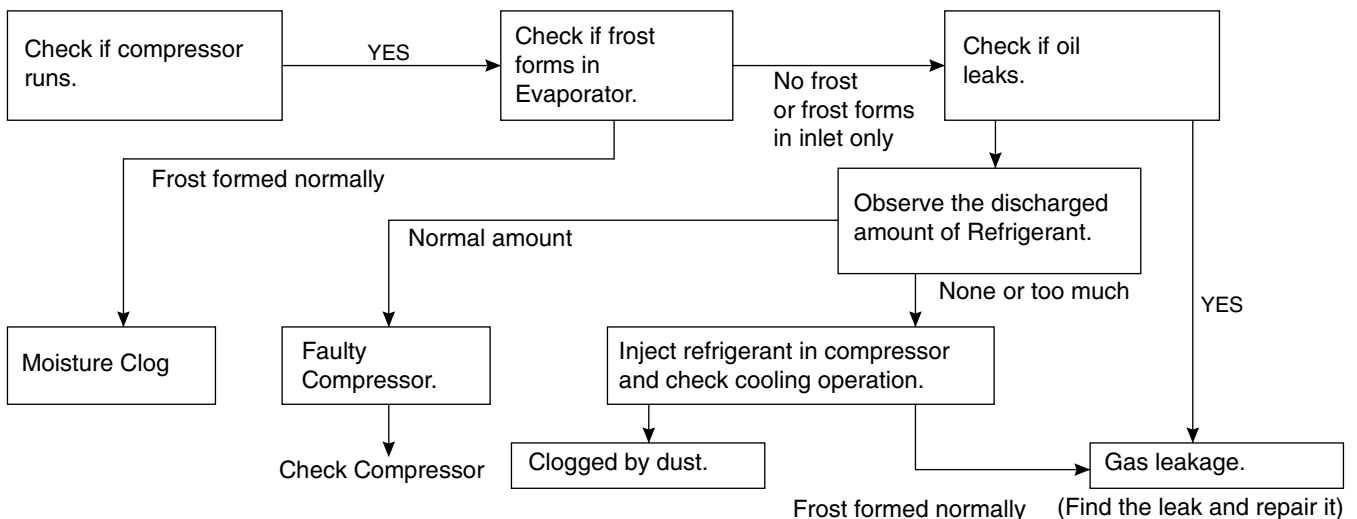 Check if compressor
runs.
YES
Check if frost
forms in
Evaporator.
No frost
or frost forms
in inlet only
Check if oil
leaks.
Frost formed normally
Observe the discharged
amount of Refrigerant.
Normal amount
None or too much
YES
Moisture Clog
Faulty
Compressor.
Inject refrigerant in compressor
and check cooling operation.
Check Compressor
Clogged by dust.
Gas leakage.
Frost formed normally
(Find the leak and repair it)